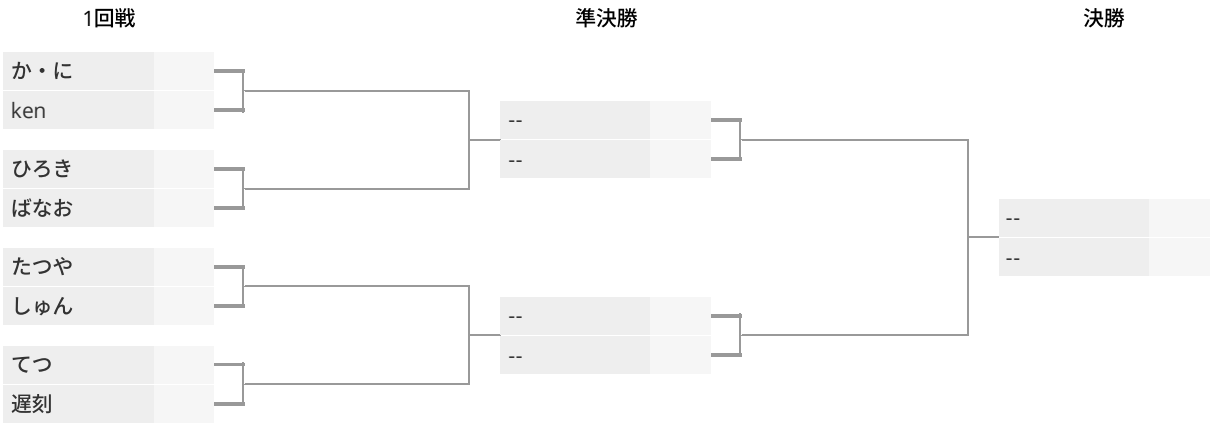 1回戦
準決勝
決勝
か・に
ken
ひろき
ばなお
たつや
しゅん
てつ
遅刻
--
--
--
--
--
--